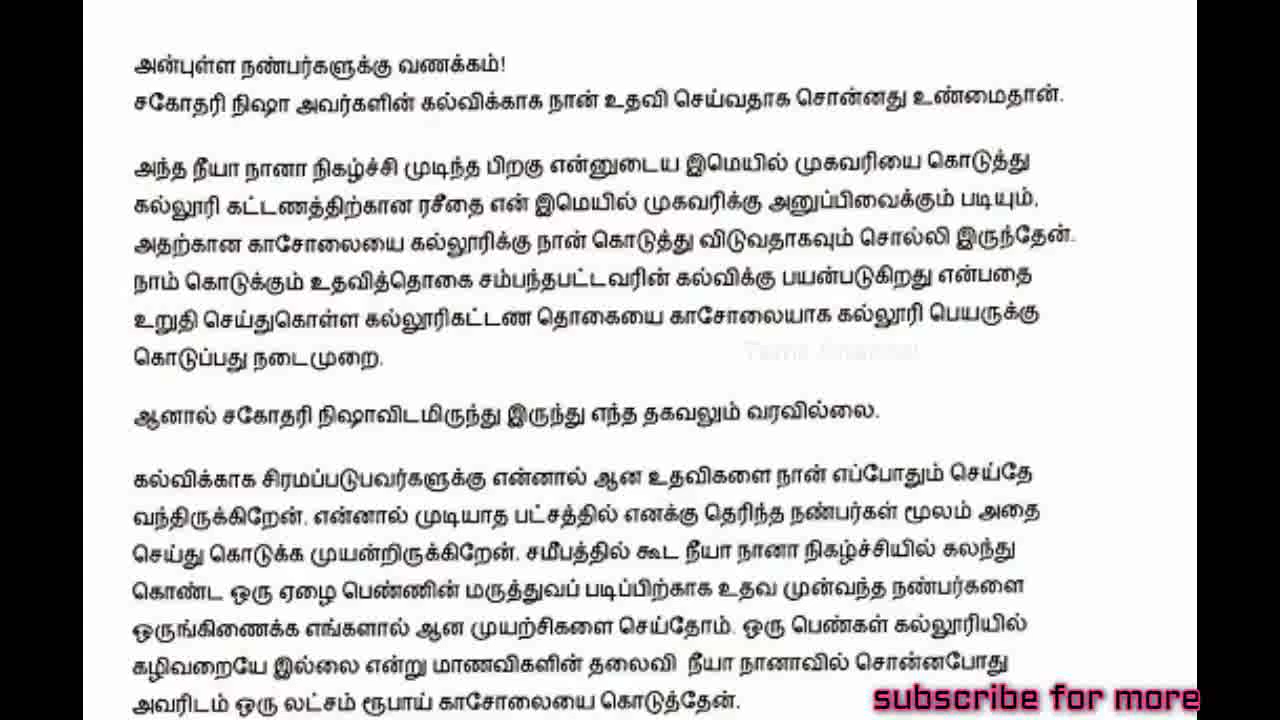 அன்புள்ள நண்பர்களுக்கு வணக்கம்!
சகோதரி நிஷா அவர்களின் கல்விக்காக நான் உதவி செய்வதாக சொன்னது உண்மைதான்.
அந்த நீயா நானா நிகழ்ச்சி முடிந்த பிறகு என்னுடைய இமெயில் முகவரியை கொடுத்து
கல்லூரி கட்டணத்திற்கான ரசீதை என் இமெயில் முகவரிக்கு அனுப்பிவைக்கும் படியும்,
அதற்கான காசோலையை கல்லூரிக்கு நான் கொடுத்து விடுவதாகவும் சொல்லி இருந்தேன்.
நாம் கொடுக்கும் உதவித்தொகை சம்பந்தபட்டவரின் கல்விக்கு பயன்படுகிறது என்பதை
உறுதி செய்துகொள்ள கல்லூரிகட்டண தொகையை காசோலையாக கல்லூரி பெயருக்கு
கொடுப்பது நடைமுறை.
ஆனால் சகோதரி நிஷாவிடமிருந்து இருந்து எந்த தகவலும் வரவில்லை.
கல்விக்காக சிரமப்படுபவர்களுக்கு என்னால் ஆன உதவிகளை நான் எப்போதும் செய்தே
வந்திருக்கிறேன். என்னால் முடியாத பட்சத்தில் எனக்கு தெரிந்த நண்பர்கள் மூலம் அதை
செய்து கொடுக்க முயன்றிருக்கிறேன். சமீபத்தில் கூட நீயா நானா நிகழ்ச்சியில் கலந்து
கொண்ட ஒரு ஏழை பெண்ணின் மருத்துவப் படிப்பிற்காக உதவ முன்வந்த நண்பர்களை
ஒருங்கிணைக்க எங்களால் ஆன முயற்சிகளை செய்தோம். ஒரு பெண்கள் கல்லூரியில்
கழிவறையே இல்லை என்று மாணவிகளின் தலைவி நீயா நானாவில் சொன்னபோது
அவரிடம் ஒரு லட்சம் ரூபாய் காசோலையை கொடுத்தேன்.
subscribe for more